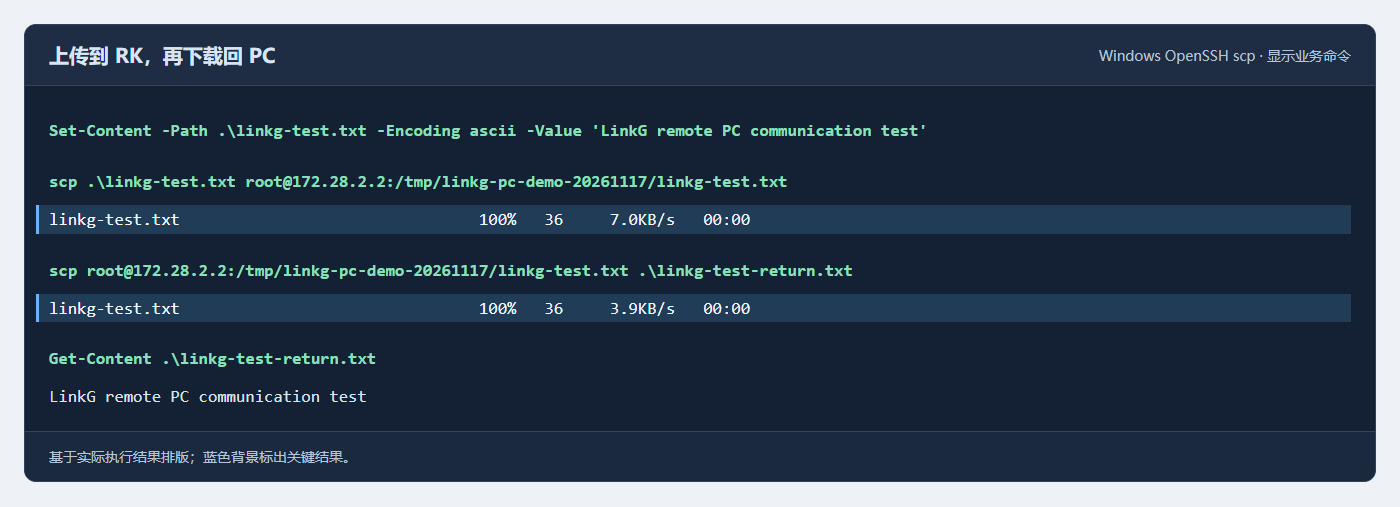 上传到 RK，再下载回 PC
Windows OpenSSH scp · 显示业务命令
Set-Content -Path .\linkg-test.txt -Encoding ascii -Value 'LinkG remote PC communication test'
scp .\linkg-test.txt root@172.28.2.2:/tmp/linkg-pc-demo-20261117/linkg-test.txt
linkg-test.txt 100% 36 7.0KB/s 00:00
scp root@172.28.2.2:/tmp/linkg-pc-demo-20261117/linkg-test.txt .\linkg-test-return.txt
linkg-test.txt 100% 36 3.9KB/s 00:00
Get-Content .\linkg-test-return.txt
LinkG remote PC communication test
基于实际执行结果排版；蓝色背景标出关键结果。